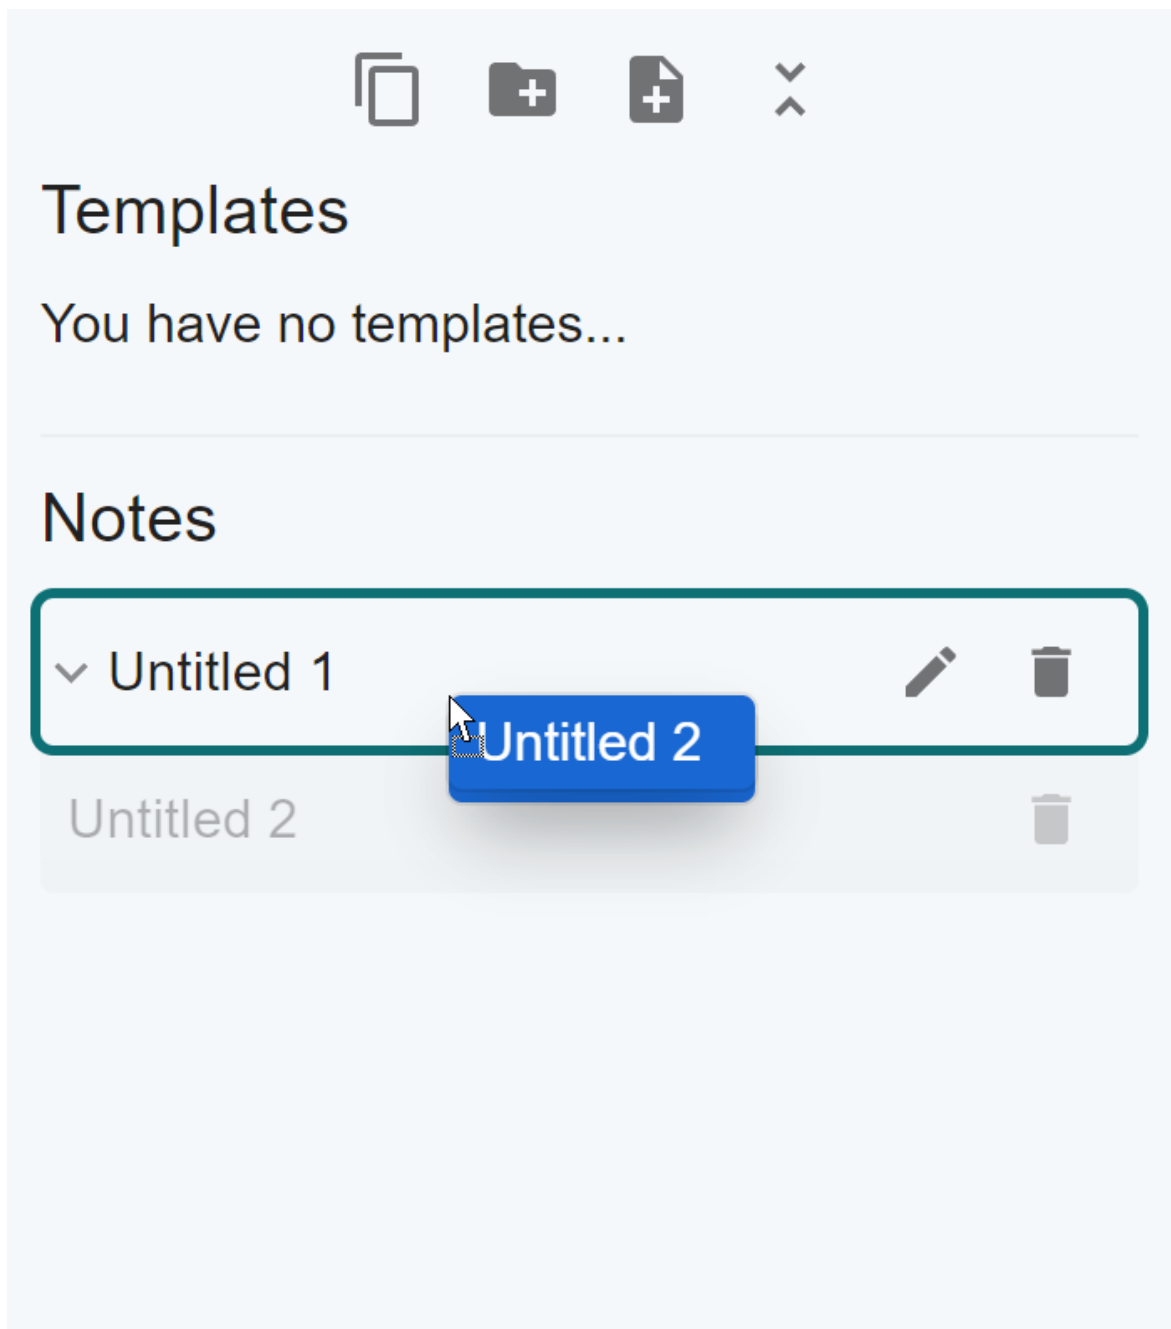 Templates
You have no templates...
Notes
Untitled 1
Untitled 2
Untitled 2